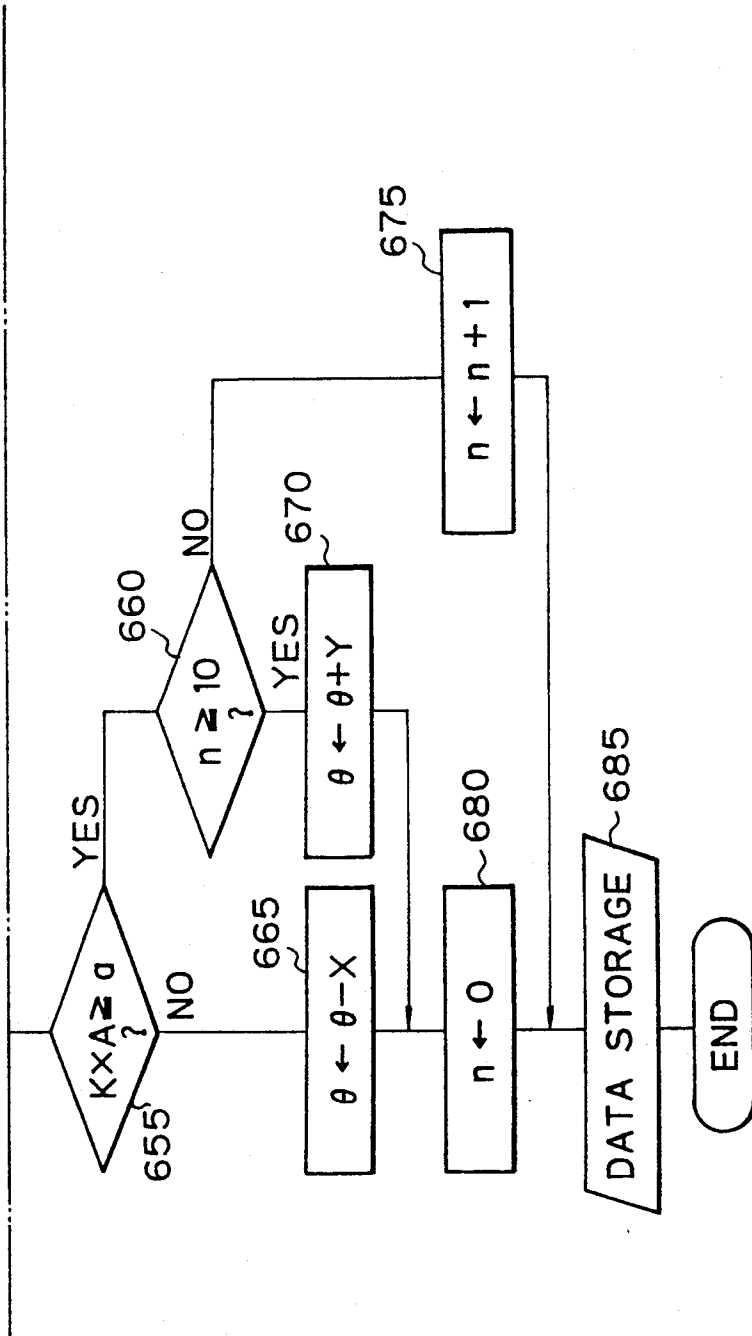 K×A≧a
?
655
YES
NO
660
n≧10
?
NO
YES
665
θ←θ−X
670
θ←θ+Y
675
n←n+1
680
n←0
DATA STORAGE
685
END